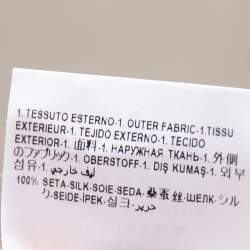 1. TESSUTO ESTERNO-1. OUTER FABRIC-1.TISSU
EXTERIEUR-1. TEJIDO EXTERNO-1. TECIDO
EXTERIOR-1. 面料-1. НАРУЖНАЯ ТКАНЬ-1. 外側
のファブリック-1. OBERSTOFF-1. DIŞ KUMAŞ-1. 외부
섬유-1. ليف خارجي
100% SETA-SILK-SOIE-SEDA-桑蚕丝-ШЕЛК-シル
ク-SEIDE-İPEK-실크-حرير